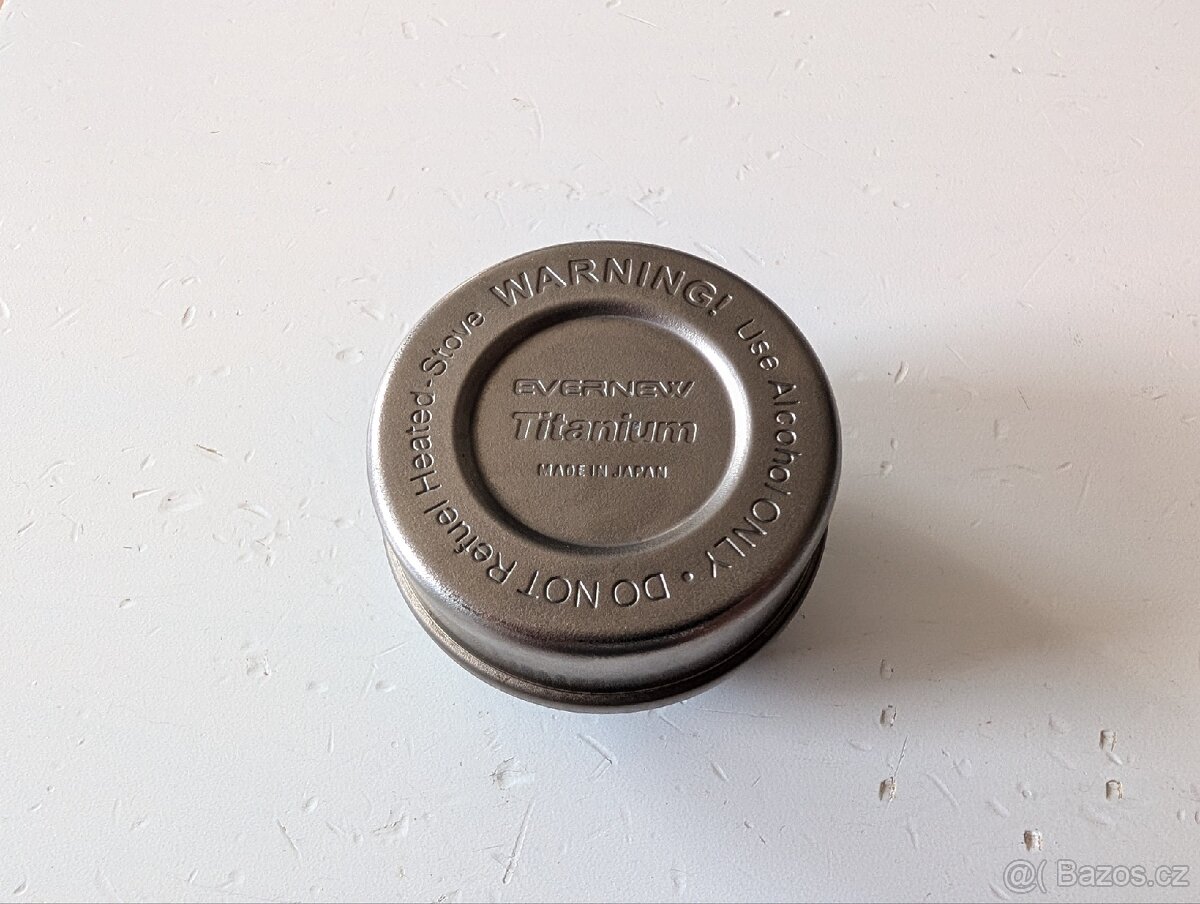 WARNING! Use Alcohol ONLY • DO NOT Refuel Heated-Stove
EVERNEW
Titanium
MADE IN JAPAN
@( Bazos.cz